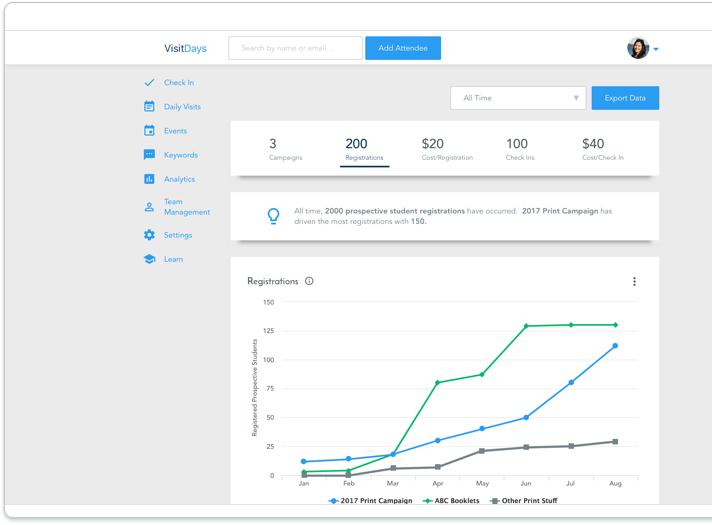 VisitDays
Search by name or email...
Add Attendee
Check In
Daily Visits
Events
Keywords
Analytics
Team
Management
Settings
Learn
All Time
Export Data
3
Campaigns
200
Registrations
$20
Cost/Registration
100
Check Ins
$40
Cost/Check In
All time, 2000 prospective student registrations have occurred. 2017 Print Campaign has
driven the most registrations with 150.
Registrations
Registered Prospective Students
150
125
100
75
50
25
0
Jan Feb Mar Apr May Jun Jul Aug
2017 Print Campaign ABC Booklets Other Print Stuff